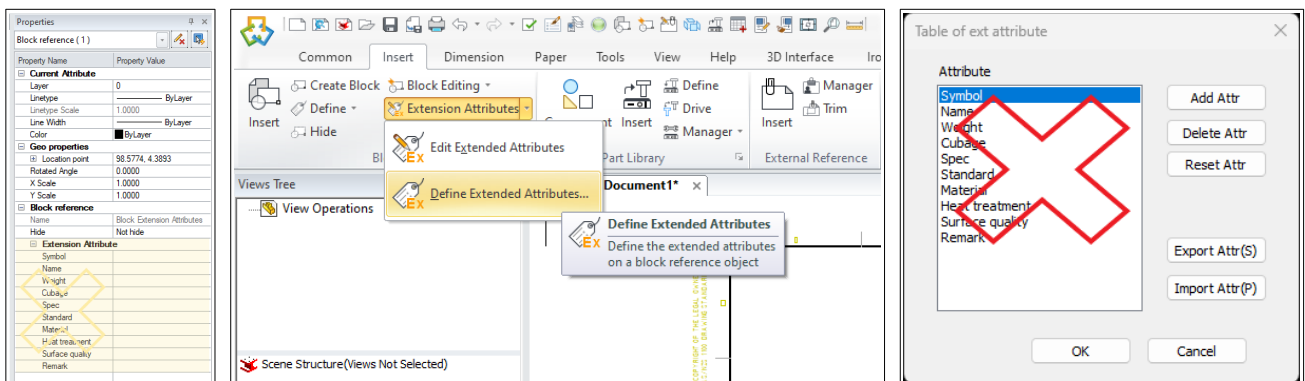 Properties
Block reference ( 1 )
Property Name Property Value
Current Attribute
Layer 0
Linetype ByLayer
Linetype Scale 1.0000
Line Width ByLayer
Color ByLayer
Geo properties
Location point 98.5774, 4.3893
Rotated Angle 0.0000
X Scale 1.0000
Y Scale 1.0000
Block reference
Name Block Extension Attributes
Hide Not hide
Extension Attribute
Symbol
Name
Weight
Cubage
Spec
Standard
Material
Heat treatment
Surface quality
Remark
Common Insert Dimension Paper Tools View Help 3D Interface Iro
Insert
Create Block
Define
Hide
Block Editing
Extension Attributes
Edit Extended Attributes
Define Extended Attributes...
nt Insert
Define
Drive
Manager
Part Library
Insert
Manager
Trim
External Reference
Views Tree
View Operations
Document1*
Define Extended Attributes
Define the extended attributes
on a block reference object
Scene Structure(Views Not Selected)
Table of ext attribute
Attribute
Symbol
Name
Weight
Cubage
Spec
Standard
Material
Heat treatment
Surface quality
Remark
Add Attr
Delete Attr
Reset Attr
Export Attr(S)
Import Attr(P)
OK Cancel